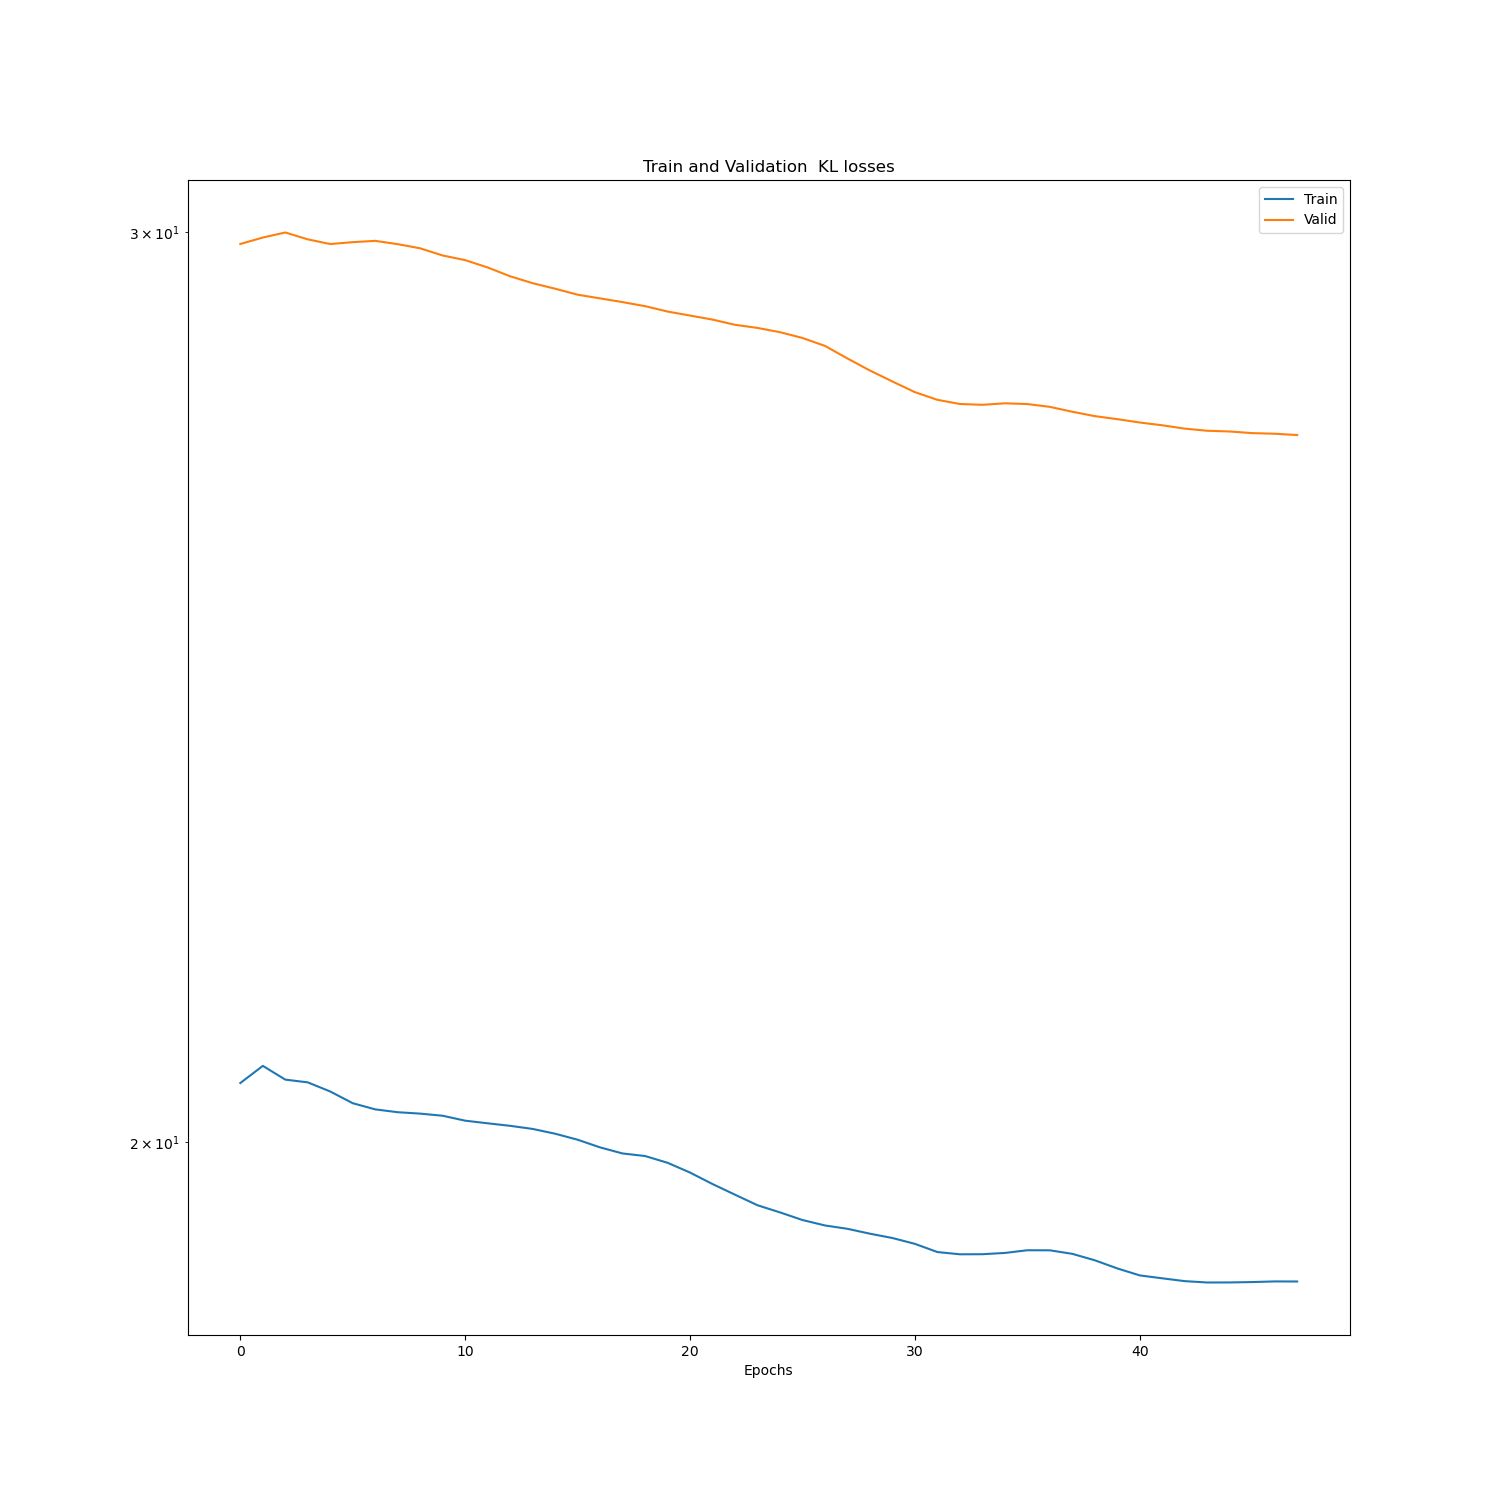 Train and Validation  KL losses
Train
Valid
3 × 10¹
2 × 10¹
0 10 20 30 40
Epochs